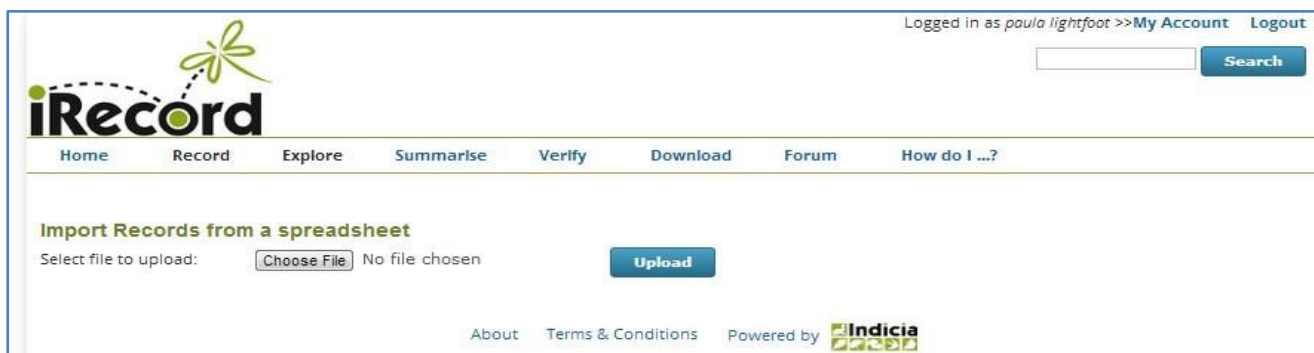 Logged in as paula lightfoot >>My Account Logout
Search
iRecord
Home Record Explore Summarise Verify Download Forum How do I ...?
Import Records from a spreadsheet
Select file to upload: Choose File No file chosen Upload
About Terms & Conditions Powered by Indicia